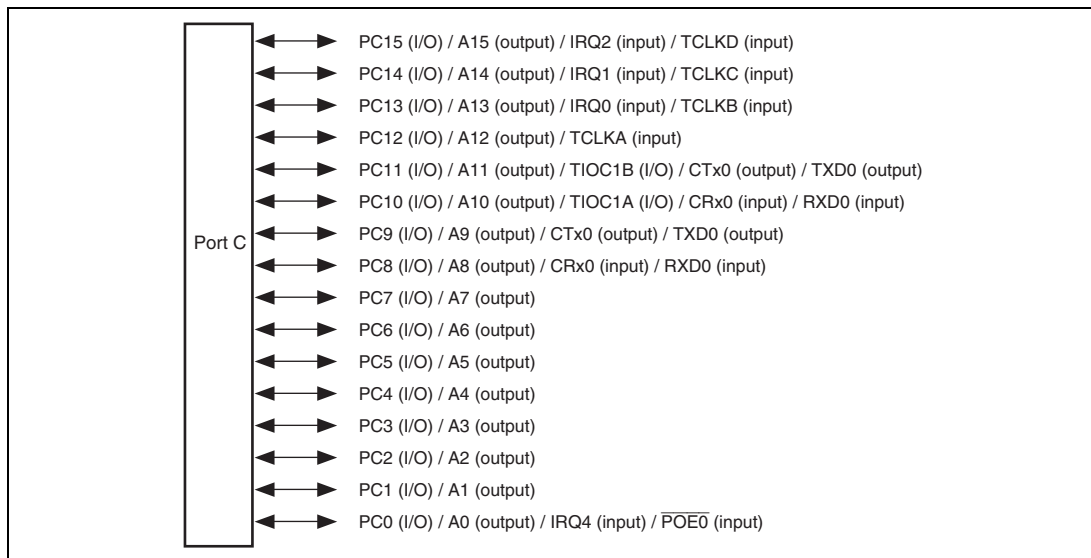 PC15 (I/O) / A15 (output) / IRQ2 (input) / TCLKD (input)
PC14 (I/O) / A14 (output) / IRQ1 (input) / TCLKC (input)
PC13 (I/O) / A13 (output) / IRQ0 (input) / TCLKB (input)
PC12 (I/O) / A12 (output) / TCLKA (input)
PC11 (I/O) / A11 (output) / TIOC1B (I/O) / CTx0 (output) / TXD0 (output)
PC10 (I/O) / A10 (output) / TIOC1A (I/O) / CRx0 (input) / RXD0 (input)
Port C
PC9 (I/O) / A9 (output) / CTx0 (output) / TXD0 (output)
PC8 (I/O) / A8 (output) / CRx0 (input) / RXD0 (input)
PC7 (I/O) / A7 (output)
PC6 (I/O) / A6 (output)
PC5 (I/O) / A5 (output)
PC4 (I/O) / A4 (output)
PC3 (I/O) / A3 (output)
PC2 (I/O) / A2 (output)
PC1 (I/O) / A1 (output)
PC0 (I/O) / A0 (output) / IRQ4 (input) / P̅O̅E̅0̅ (input)